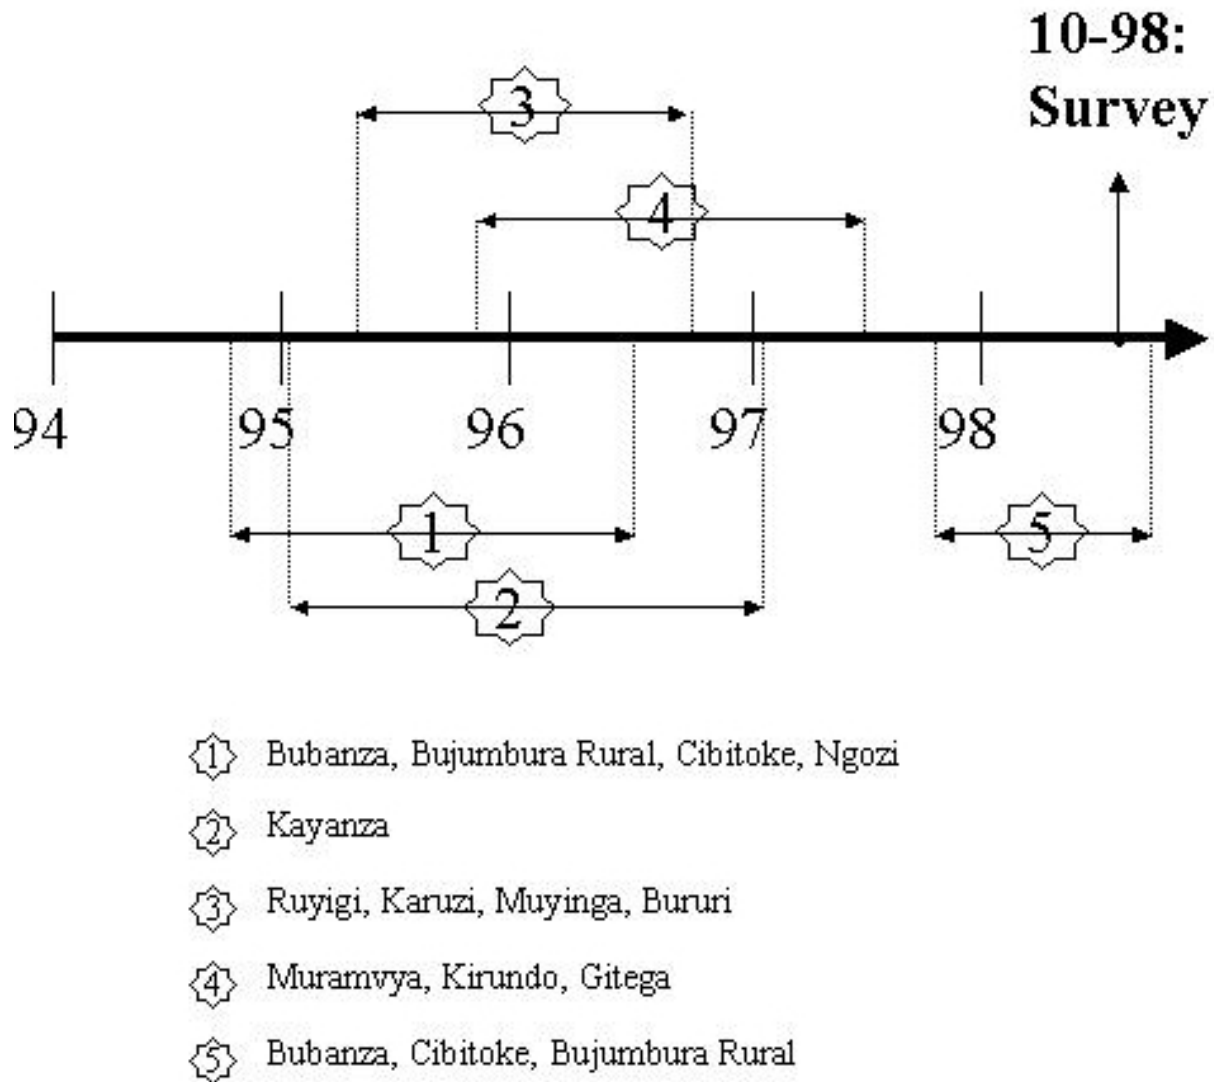 10-98:
Survey
3
4
94 95 96 97 98
1
5
2
1 Bubanza, Bujumbura Rural, Cibitoke, Ngozi
2 Kayanza
3 Ruyigi, Karuzi, Muyinga, Bururi
4 Muramvya, Kirundo, Gitega
5 Bubanza, Cibitoke, Bujumbura Rural